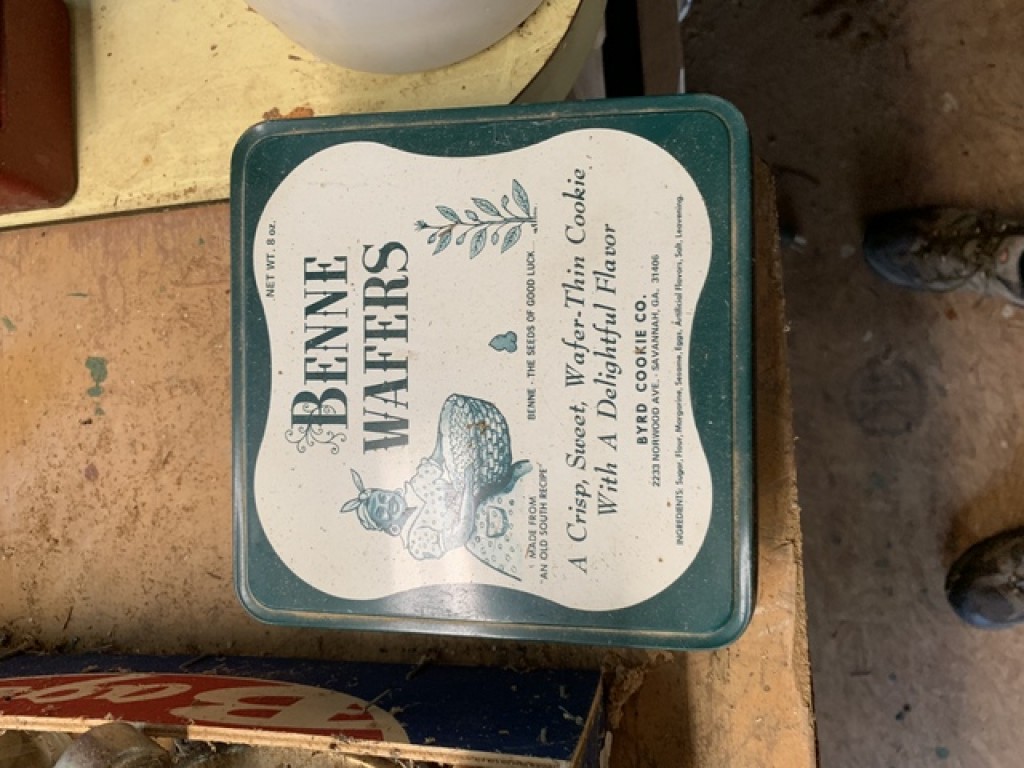 NET WT. 8 oz.
BENNE
WAFERS
BENNE - THE SEEDS OF GOOD LUCK
MADE FROM
"AN OLD SOUTH RECIPE"
A Crisp, Sweet, Wafer-Thin Cookie
With A Delightful Flavor
BYRD COOKIE CO.
2233 NORWOOD AVE. - SAVANNAH, GA. 31406
INGREDIENTS: Sugar, Flour, Margarine, Sesame, Eggs, Artificial Flavors, Salt, Leavening.